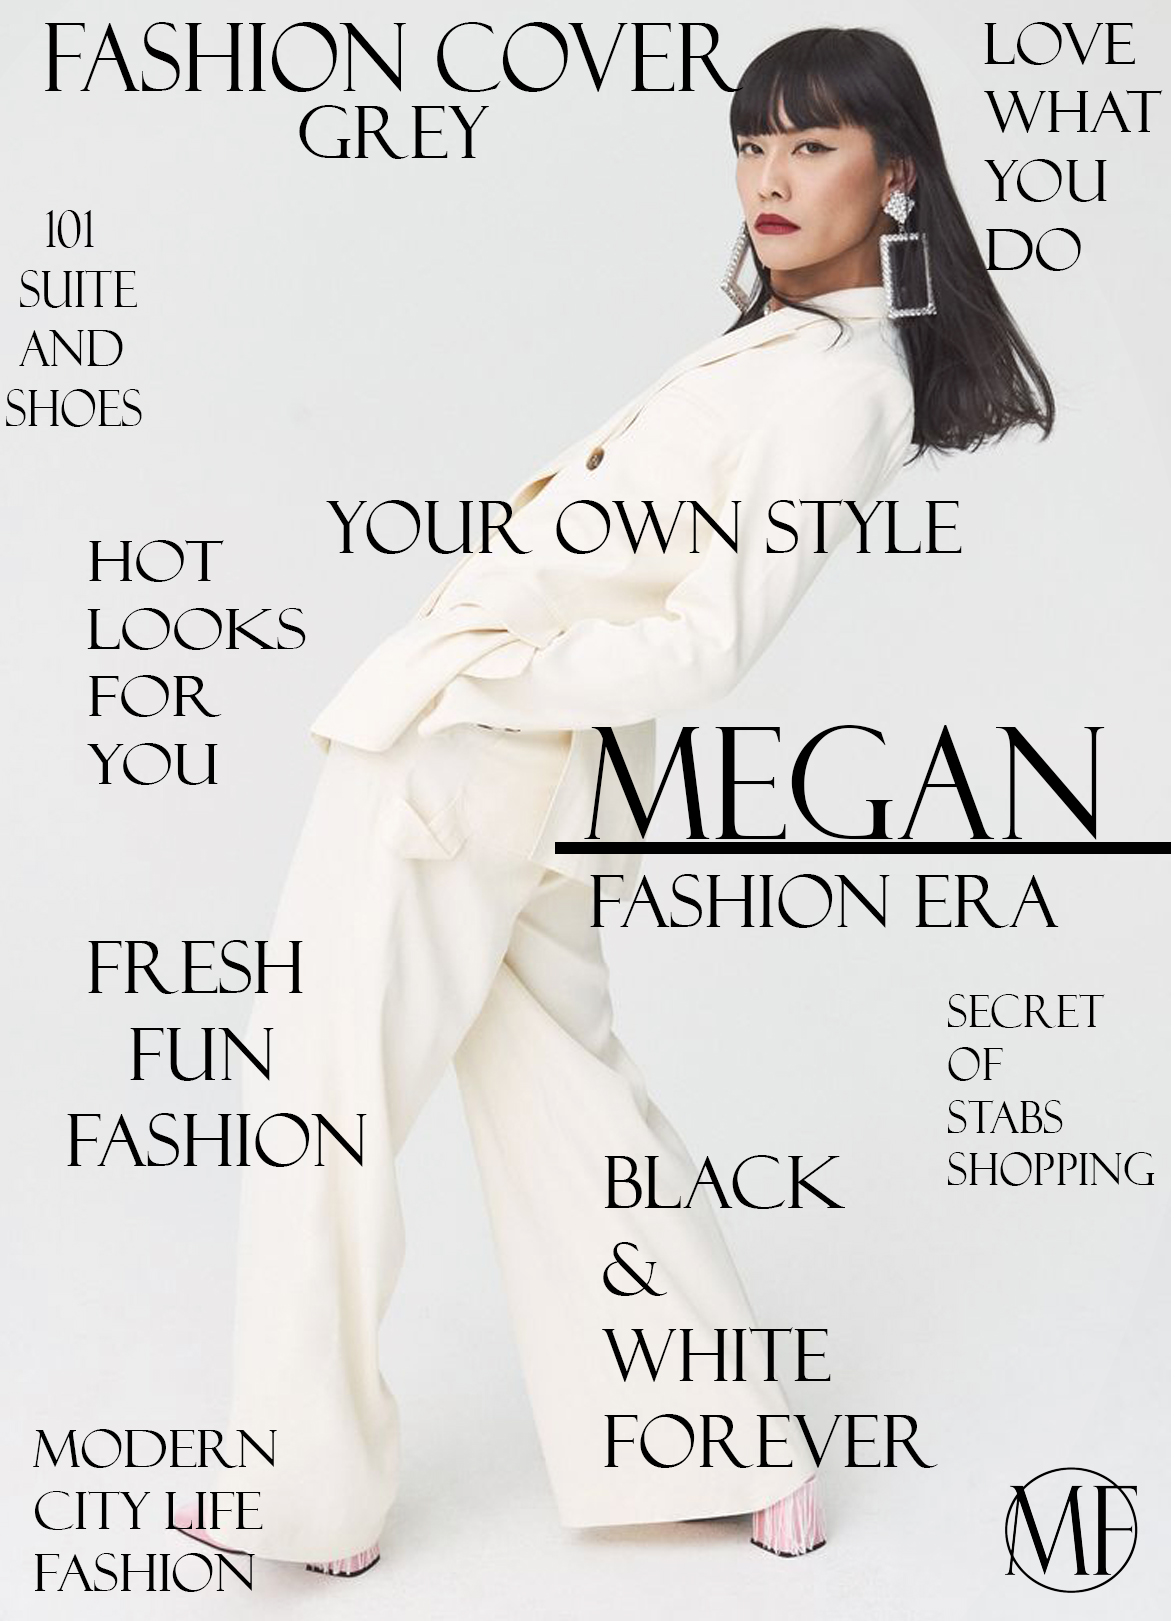 FASHION COVER
GREY
LOVE
WHAT
YOU
DO
101
SUITE
AND
SHOES
YOUR OWN STYLE
HOT
LOOKS
FOR
YOU
MEGAN
FASHION ERA
FRESH
FUN
FASHION
SECRET
OF
STABS
SHOPPING
BLACK
&
WHITE
FOREVER
MODERN
CITY LIFE
FASHION
MF